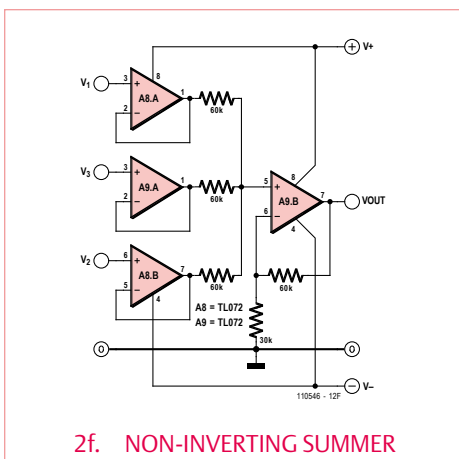 V+
V1
3
8
+
A8.A
1
2
−
60k
V3
3
+
A9.A
1
2
−
60k
5
+
8
A9.B
7
VOUT
6
−
4
V2
6
+
A8.B
7
5
−
4
60k
60k
A8 = TL072
A9 = TL072
30k
0
0
V−
110546 - 12F
2f. NON-INVERTING SUMMER